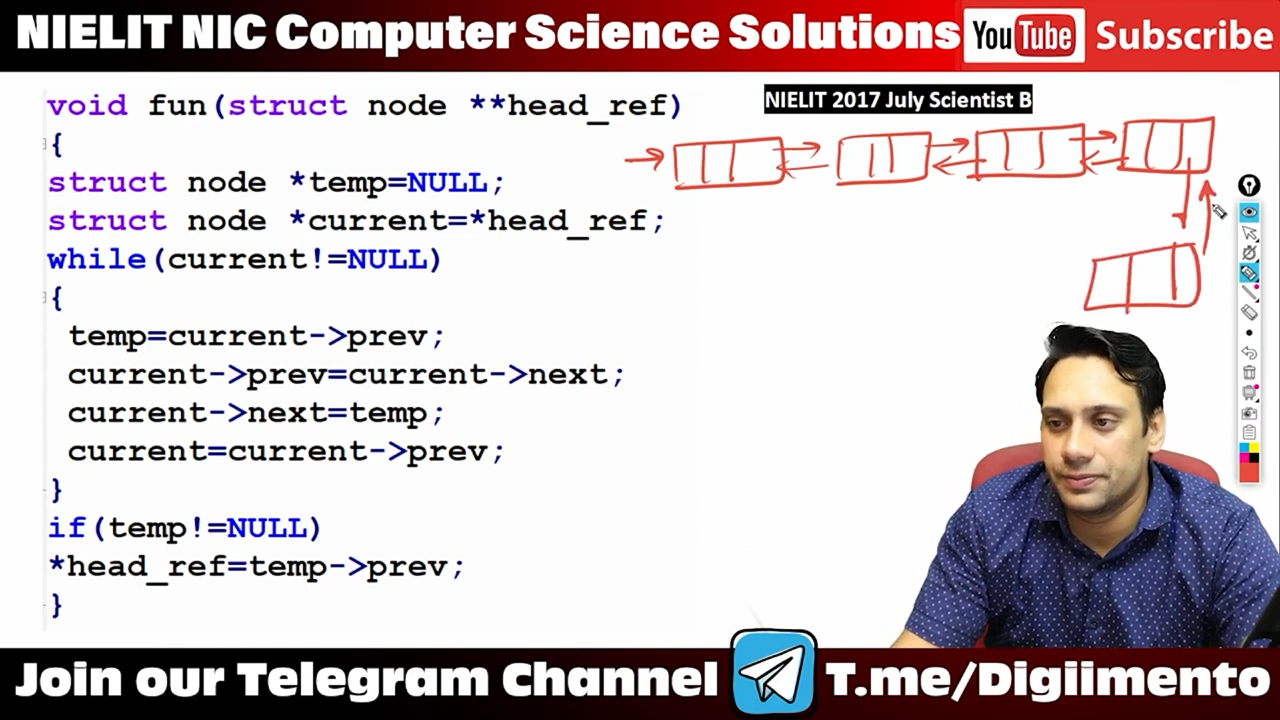 NIELIT NIC Computer Science Solutions
YouTube Subscribe
NIELIT 2017 July Scientist B
void fun(struct node **head_ref)
{
struct node *temp=NULL;
struct node *current=*head_ref;
while(current!=NULL)
{
temp=current->prev;
current->prev=current->next;
current->next=temp;
current=current->prev;
}
if(temp!=NULL)
*head_ref=temp->prev;
}
Join our Telegram Channel
T.me/Digiimento